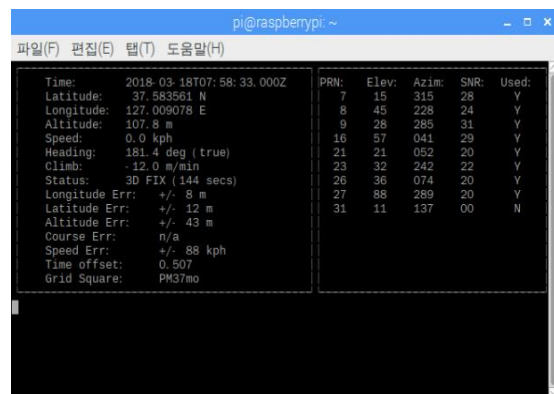 pi@raspberrypi: ~
파일(F) 편집(E) 탭(T) 도움말(H)
Time: 2018-03-18T07:58:33.000Z
Latitude: 37.583561 N
Longitude: 127.009078 E
Altitude: 107.8 m
Speed: 0.0 kph
Heading: 181.4 deg (true)
Climb: -12.0 m/min
Status: 3D FIX (144 secs)
Longitude Err: +/- 8 m
Latitude Err: +/- 12 m
Altitude Err: +/- 43 m
Course Err: n/a
Speed Err: +/- 88 kph
Time offset: 0.507
Grid Square: PM37mo
PRN: Elev: Azim: SNR: Used:
7 15 315 28 Y
8 45 228 24 Y
9 28 285 31 Y
16 57 041 29 Y
21 21 052 20 Y
23 32 242 22 Y
26 36 074 20 Y
27 88 289 20 Y
31 11 137 00 N